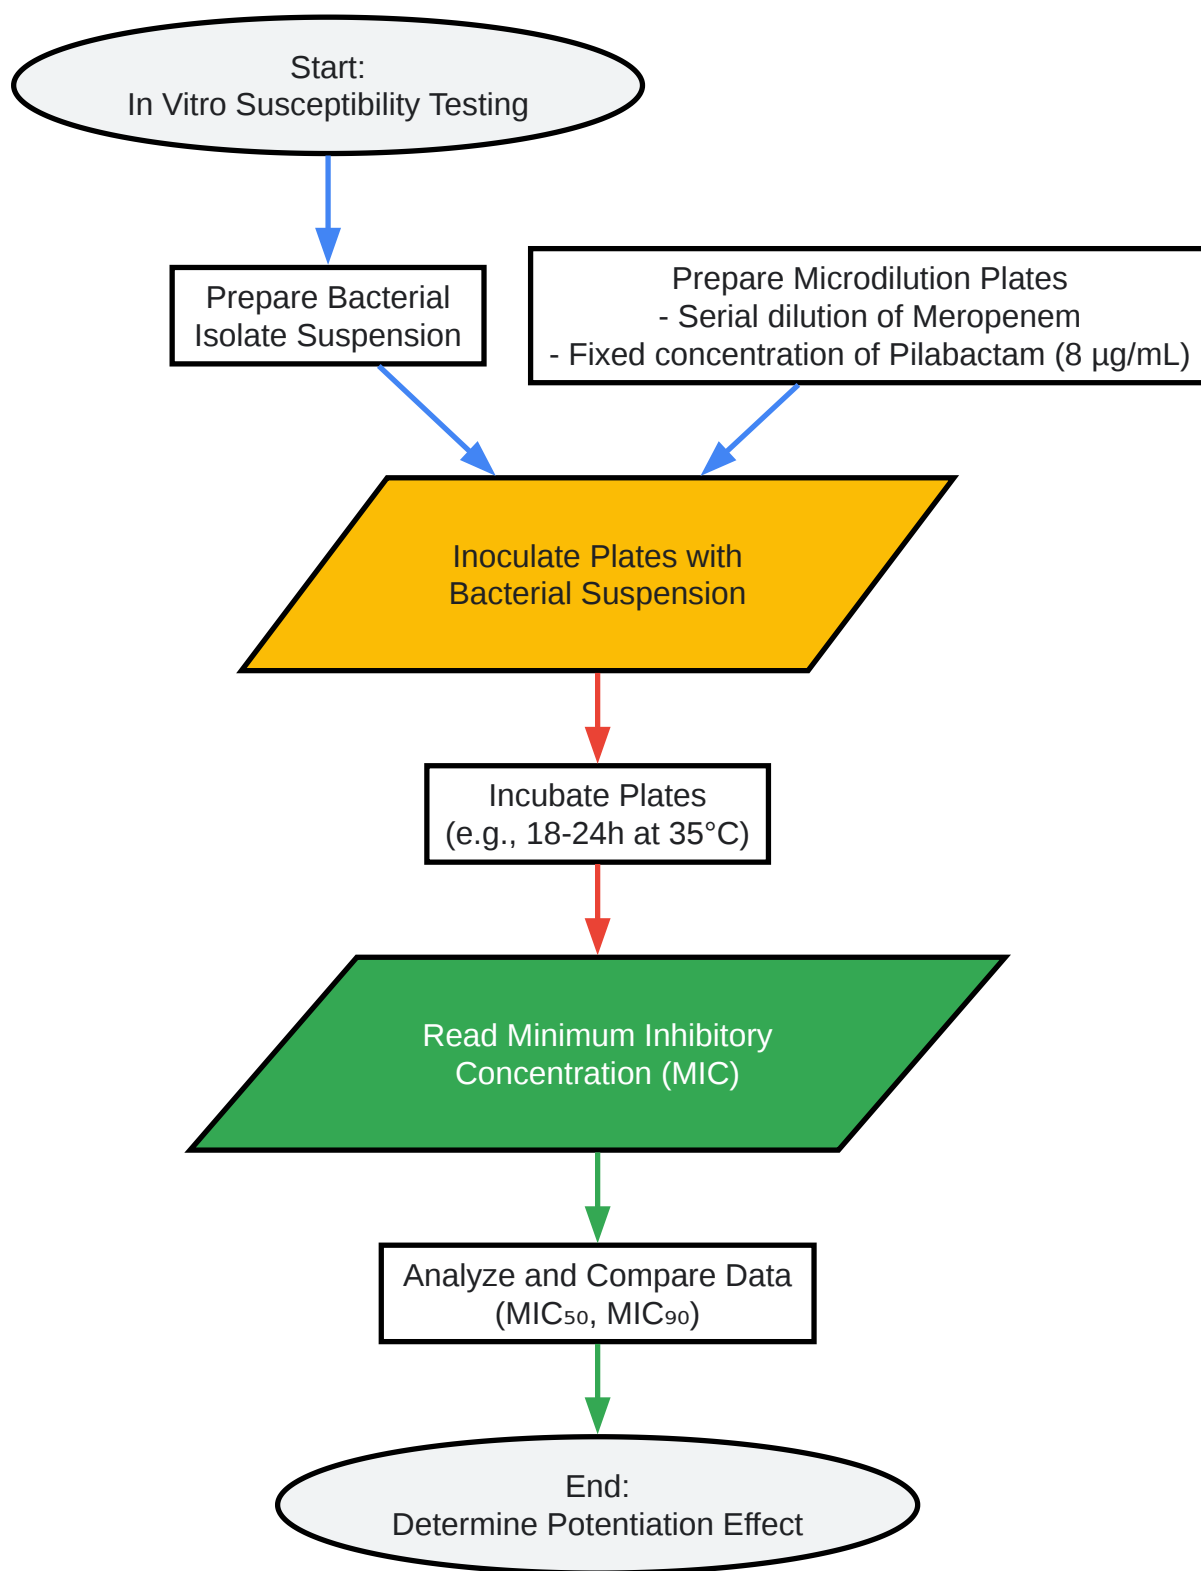 Start:
In Vitro Susceptibility Testing
Prepare Bacterial
Isolate Suspension
Prepare Microdilution Plates
- Serial dilution of Meropenem
- Fixed concentration of Pilabactam (8 µg/mL)
Inoculate Plates with
Bacterial Suspension
Incubate Plates
(e.g., 18-24h at 35°C)
Read Minimum Inhibitory
Concentration (MIC)
Analyze and Compare Data
(MIC₅₀, MIC₉₀)
End:
Determine Potentiation Effect